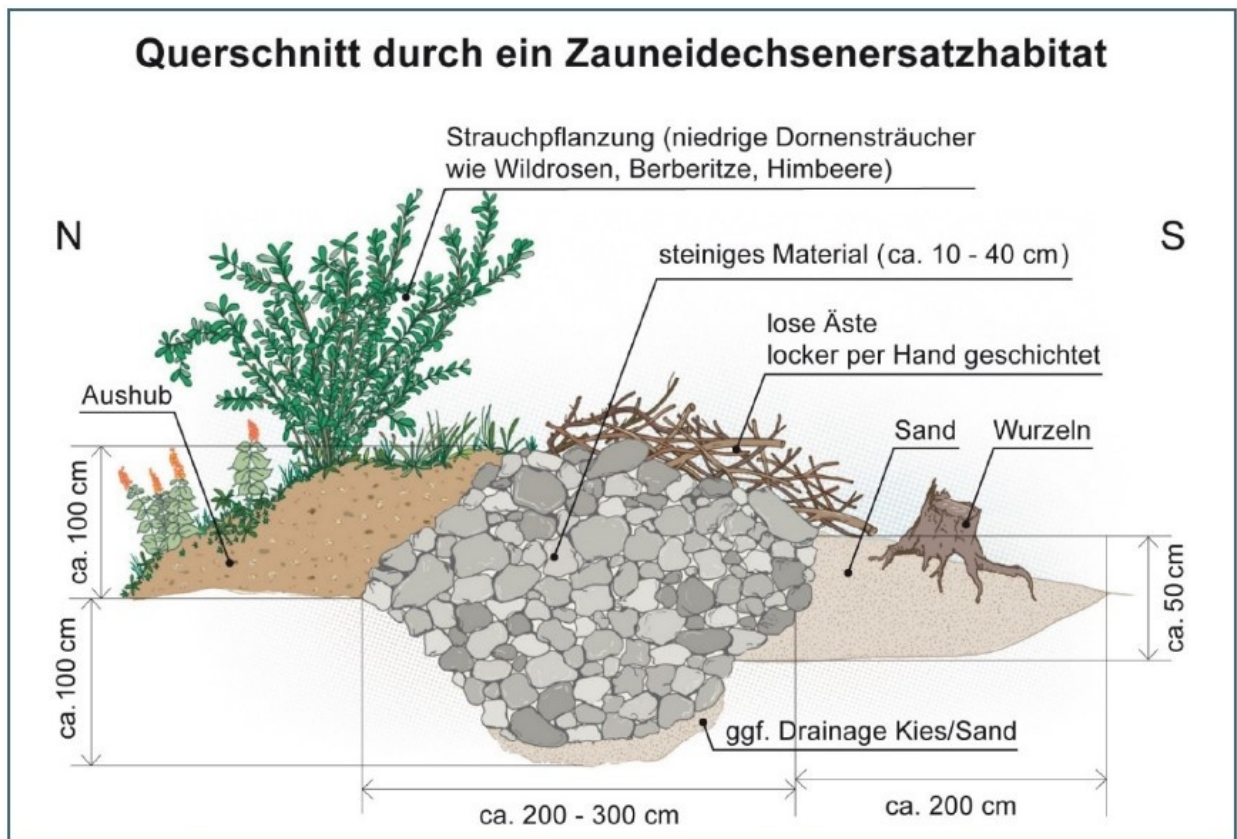 Querschnitt durch ein Zauneidechsenersatzhabitat
Strauchpflanzung (niedrige Dornensträucher
wie Wildrosen, Berberitze, Himbeere)
N
S
steiniges Material (ca. 10 - 40 cm)
lose Äste
locker per Hand geschichtet
Aushub
Sand
Wurzeln
ca. 100 cm
ca. 50 cm
ca. 100 cm
ggf. Drainage Kies/Sand
ca. 200 - 300 cm
ca. 200 cm